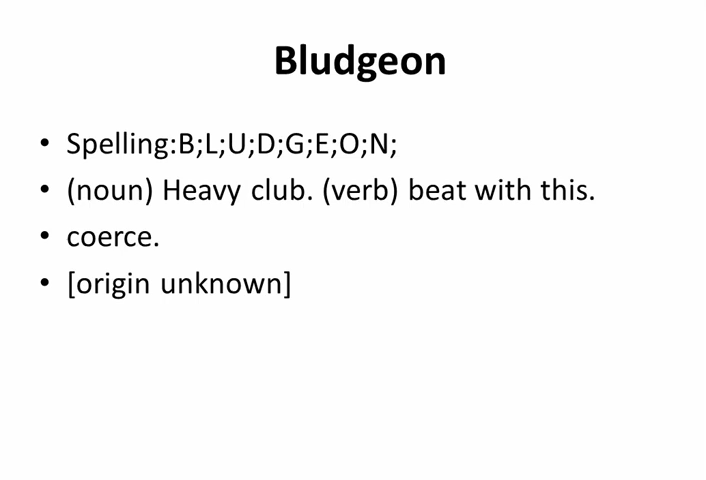 Bludgeon
• Spelling:B;L;U;D;G;E;O;N;
• (noun) Heavy club. (verb) beat with this.
• coerce.
• [origin unknown]